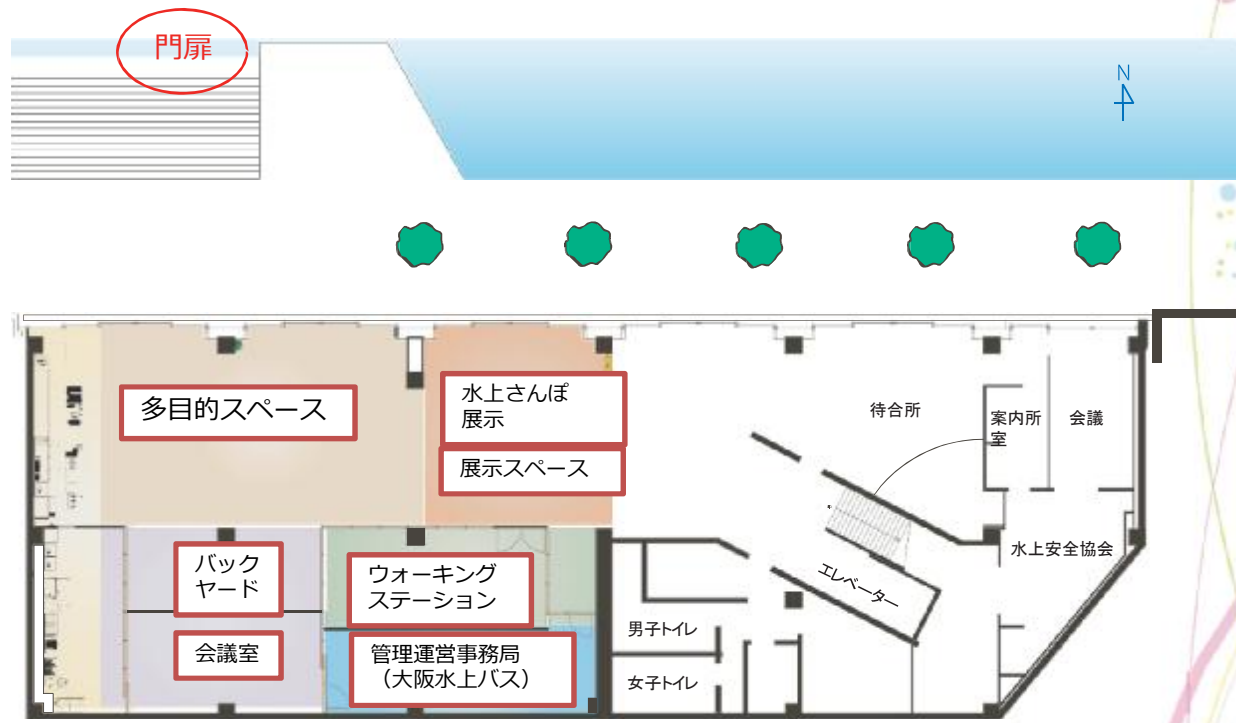 門扉
N
多目的スペース
水上さんぽ
展示
展示スペース
待合所
案内所
室
会議
バック
ヤード
ウォーキング
ステーション
エレベーター
水上安全協会
会議室
管理運営事務局
（大阪水上バス）
男子トイレ
女子トイレ